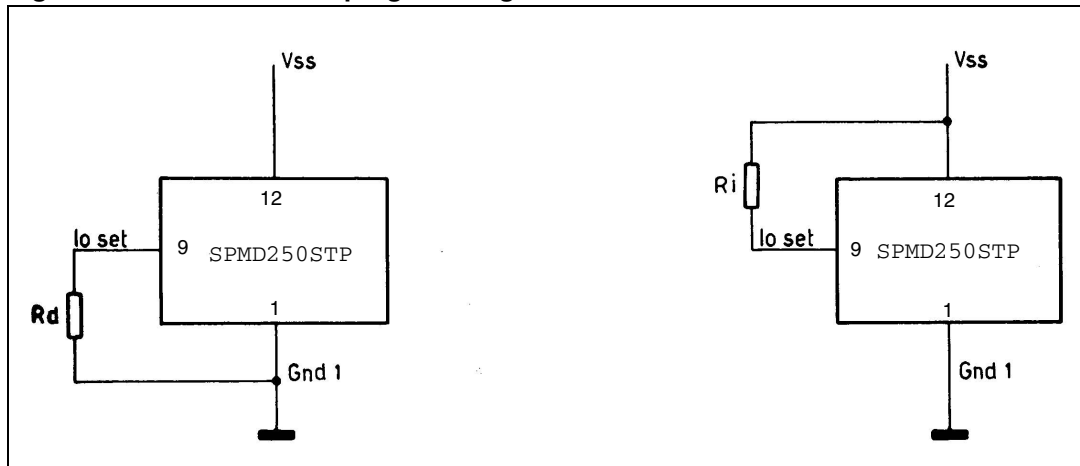 Vss
12
Io set
9
SPMD250STP
Rd
1
Gnd 1
Vss
Ri
12
Io set
9
SPMD250STP
1
Gnd 1